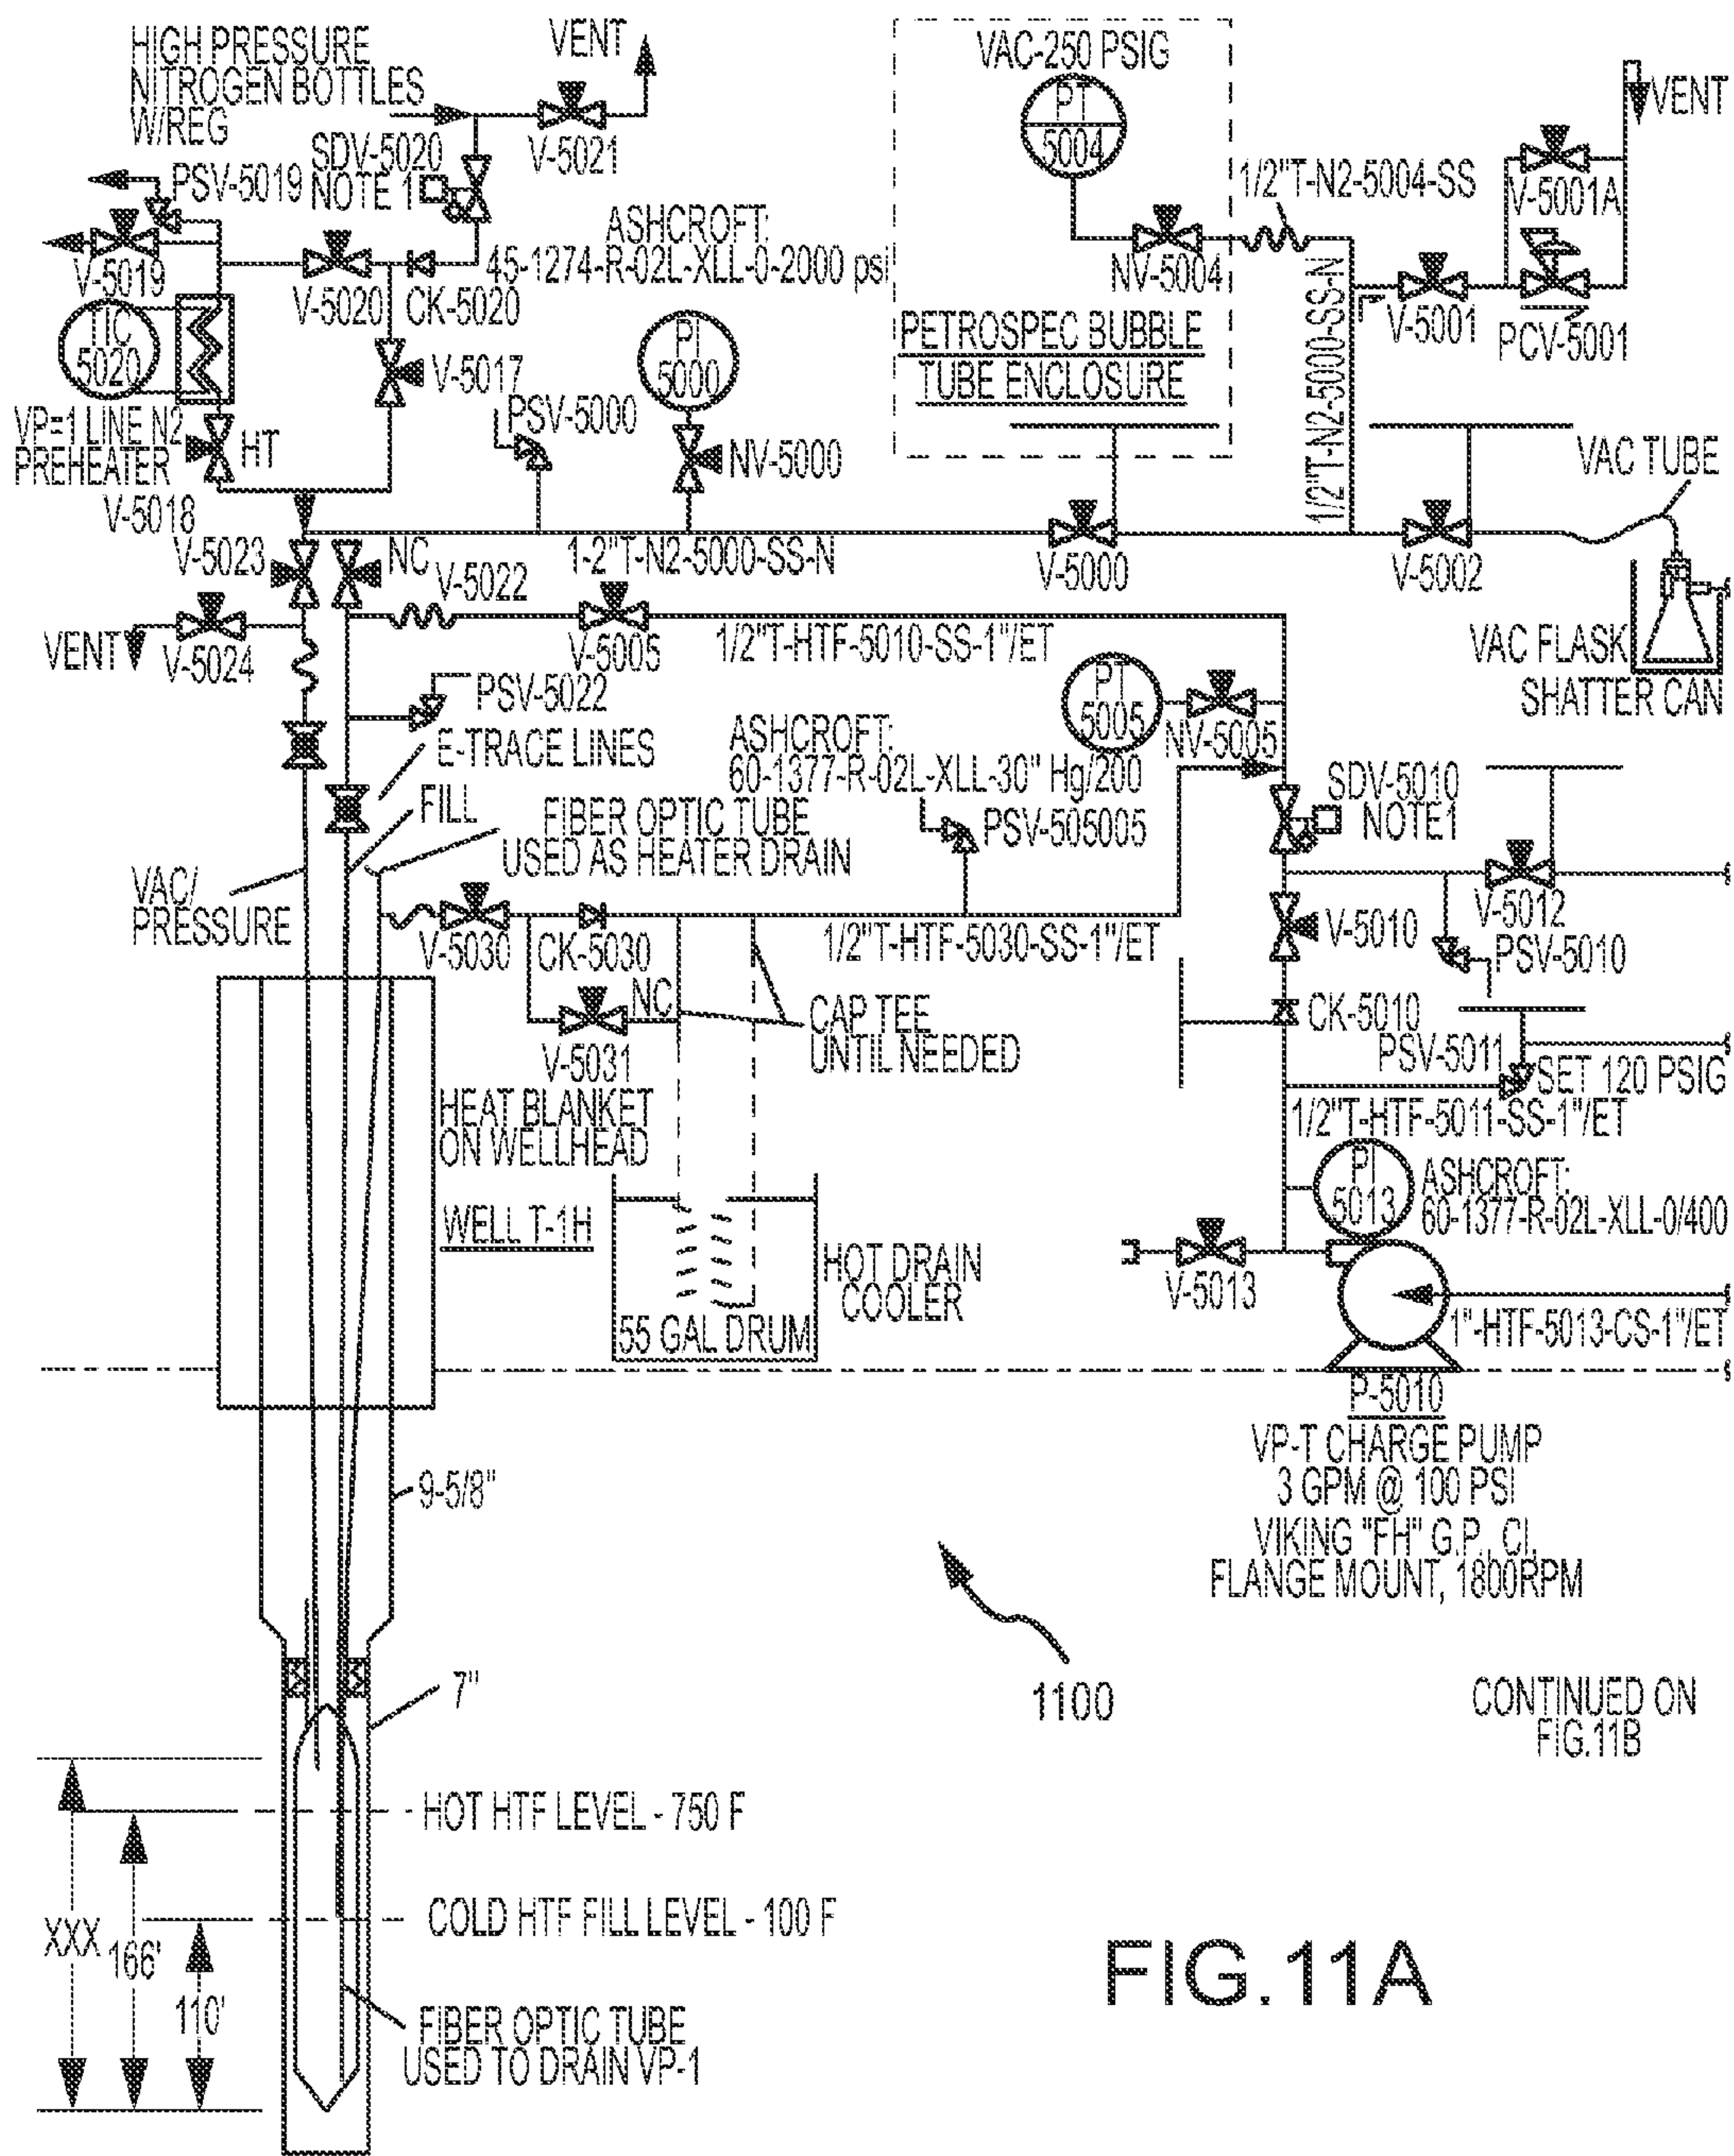 HIGH PRESSURE
NITROGEN BOTTLES
W/REG
VENT
V-5021
SDV-5020
NOTE 1
PSV-5019
V-5019
V-5020
CK-5020
ASHCROFT:
45-1274-R-02L-XLL-0-2000 psi
TIC
5020
VP=1 LINE N2
PREHEATER
HT
V-5018
V-5017
PSV-5000
PI
5000
NV-5000
VAC-250 PSIG
PT
5004
NV-5004
PETROSPEC BUBBLE
TUBE ENCLOSURE
1/2"T-N2-5004-SS
1/2"T-N2-5000-SS-N
VENT
V-5001A
V-5001
PCV-5001
VAC TUBE
V-5023
NC
V-5022
1-2"T-N2-5000-SS-N
V-5000
V-5002
VENT
V-5024
V-5005
1/2"T-HTF-5010-SS-1"/ET
VAC FLASK
SHATTER CAN
PSV-5022
E-TRACE LINES
FILL
FIBER OPTIC TUBE
USED AS HEATER DRAIN
PT
5005
NV-5005
ASHCROFT:
60-1377-R-02L-XLL-30" Hg/200
PSV-505005
SDV-5010
NOTE1
VAC/
PRESSURE
V-5030
CK-5030
1/2"T-HTF-5030-SS-1"/ET
V-5010
V-5012
PSV-5010
NC
V-5031
CAP TEE
UNTIL NEEDED
CK-5010
PSV-5011
SET 120 PSIG
1/2"T-HTF-5011-SS-1"/ET
HEAT BLANKET
ON WELLHEAD
WELL T-1H
PI
5013
ASHCROFT:
60-1377-R-02L-XLL-0/400
HOT DRAIN
COOLER
55 GAL DRUM
V-5013
1"-HTF-5013-CS-1"/ET
P-5010
VP-T CHARGE PUMP
3 GPM @ 100 PSI
VIKING "FH" G.P., CI,
FLANGE MOUNT, 1800RPM
9-5/8"
7"
1100
CONTINUED ON
FIG.11B
HOT HTF LEVEL - 750 F
COLD HTF FILL LEVEL - 100 F
XXX
166'
110'
FIBER OPTIC TUBE
USED TO DRAIN VP-1
FIG.11A